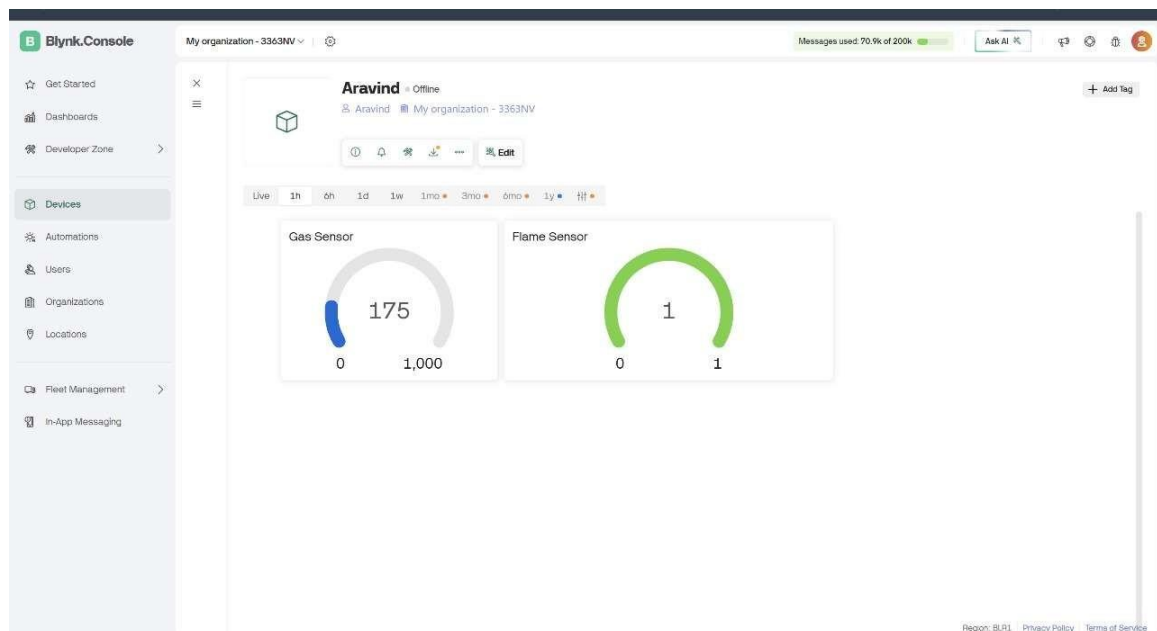 B Blynk.Console
My organization - 3363NV
Messages used: 70.9k of 200k
Ask AI
Get Started
Dashboards
Developer Zone
Devices
Automations
Users
Organizations
Locations
Fleet Management
In-App Messaging
Aravind Offline
Aravind My organization - 3363NV
Edit
+ Add Tag
Live 1h 6h 1d 1w 1mo 3mo 6mo 1y
Gas Sensor
175
0 1,000
Flame Sensor
1
0 1
Region: BLR1 Privacy Policy Terms of Service